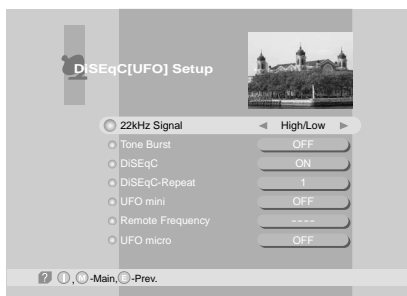 DiSEqC[UFO] Setup
22kHz Signal High/Low
Tone Burst OFF
DiSEqC ON
DiSEqC-Repeat 1
UFO mini OFF
Remote Frequency ----
UFO micro OFF
? i , M -Main, E -Prev.